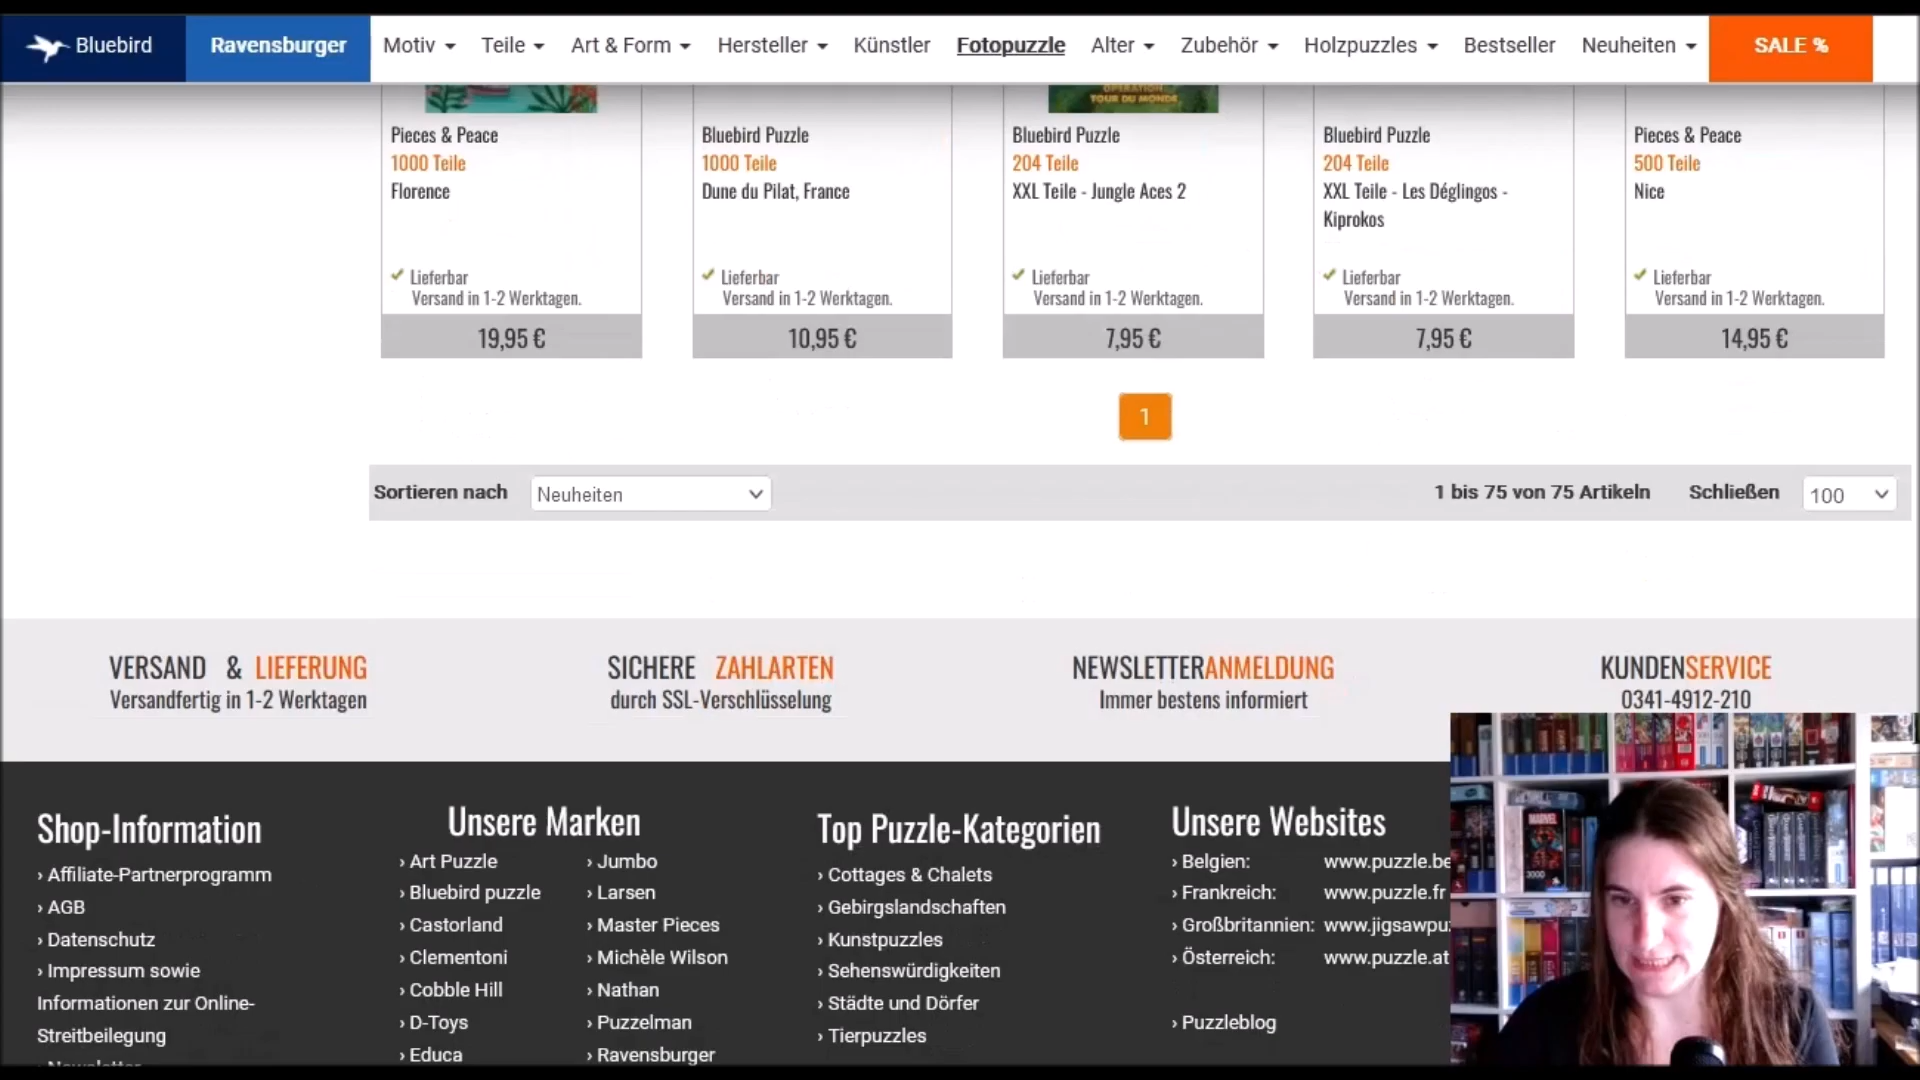 Bluebird
Ravensburger
Motiv
Teile
Art & Form
Hersteller
Künstler
Fotopuzzle
Alter
Zubehör
Holzpuzzles
Bestseller
Neuheiten
SALE %
OPERATION
TOUR DU MONDE
Pieces & Peace
1000 Teile
Florence
Lieferbar
Versand in 1-2 Werktagen.
19,95 €
Bluebird Puzzle
1000 Teile
Dune du Pilat, France
Lieferbar
Versand in 1-2 Werktagen.
10,95 €
Bluebird Puzzle
204 Teile
XXL Teile - Jungle Aces 2
Lieferbar
Versand in 1-2 Werktagen.
7,95 €
Bluebird Puzzle
204 Teile
XXL Teile - Les Déglingos -
Kiprokos
Lieferbar
Versand in 1-2 Werktagen.
7,95 €
Pieces & Peace
500 Teile
Nice
Lieferbar
Versand in 1-2 Werktagen.
14,95 €
1
Sortieren nach
Neuheiten
1 bis 75 von 75 Artikeln
Schließen
100
VERSAND & LIEFERUNG
Versandfertig in 1-2 Werktagen
SICHERE ZAHLARTEN
durch SSL-Verschlüsselung
NEWSLETTERANMELDUNG
Immer bestens informiert
KUNDENSERVICE
0341-4912-210
Shop-Information
› Affiliate-Partnerprogramm
› AGB
› Datenschutz
› Impressum sowie
Informationen zur Online-
Streitbeilegung
› Newsletter
Unsere Marken
› Art Puzzle
› Bluebird puzzle
› Castorland
› Clementoni
› Cobble Hill
› D-Toys
› Educa
› Jumbo
› Larsen
› Master Pieces
› Michèle Wilson
› Nathan
› Puzzelman
› Ravensburger
Top Puzzle-Kategorien
› Cottages & Chalets
› Gebirgslandschaften
› Kunstpuzzles
› Sehenswürdigkeiten
› Städte und Dörfer
› Tierpuzzles
Unsere Websites
› Belgien: www.puzzle.be
› Frankreich: www.puzzle.fr
› Großbritannien: www.jigsawpu
› Österreich: www.puzzle.at
› Puzzleblog
MARVEL
3000